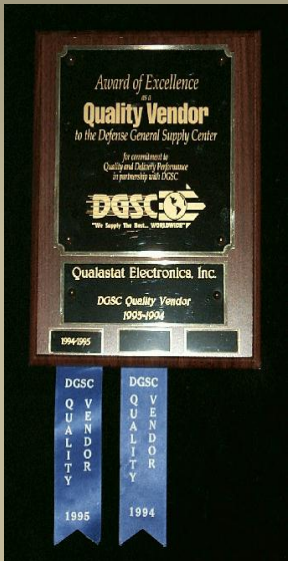 Award of Excellence
as a
Quality Vendor
to the Defense General Supply Center
for commitment to
Quality and Delivery Performance
in partnership with DGSC
DGSC
"We Supply The Best... WORLDWIDE"
Qualastat Electronics, Inc.
DGSC Quality Vendor
1993-1994
1994-1995
DGSC
QUALITY VENDOR
1995
DGSC
QUALITY VENDOR
1994